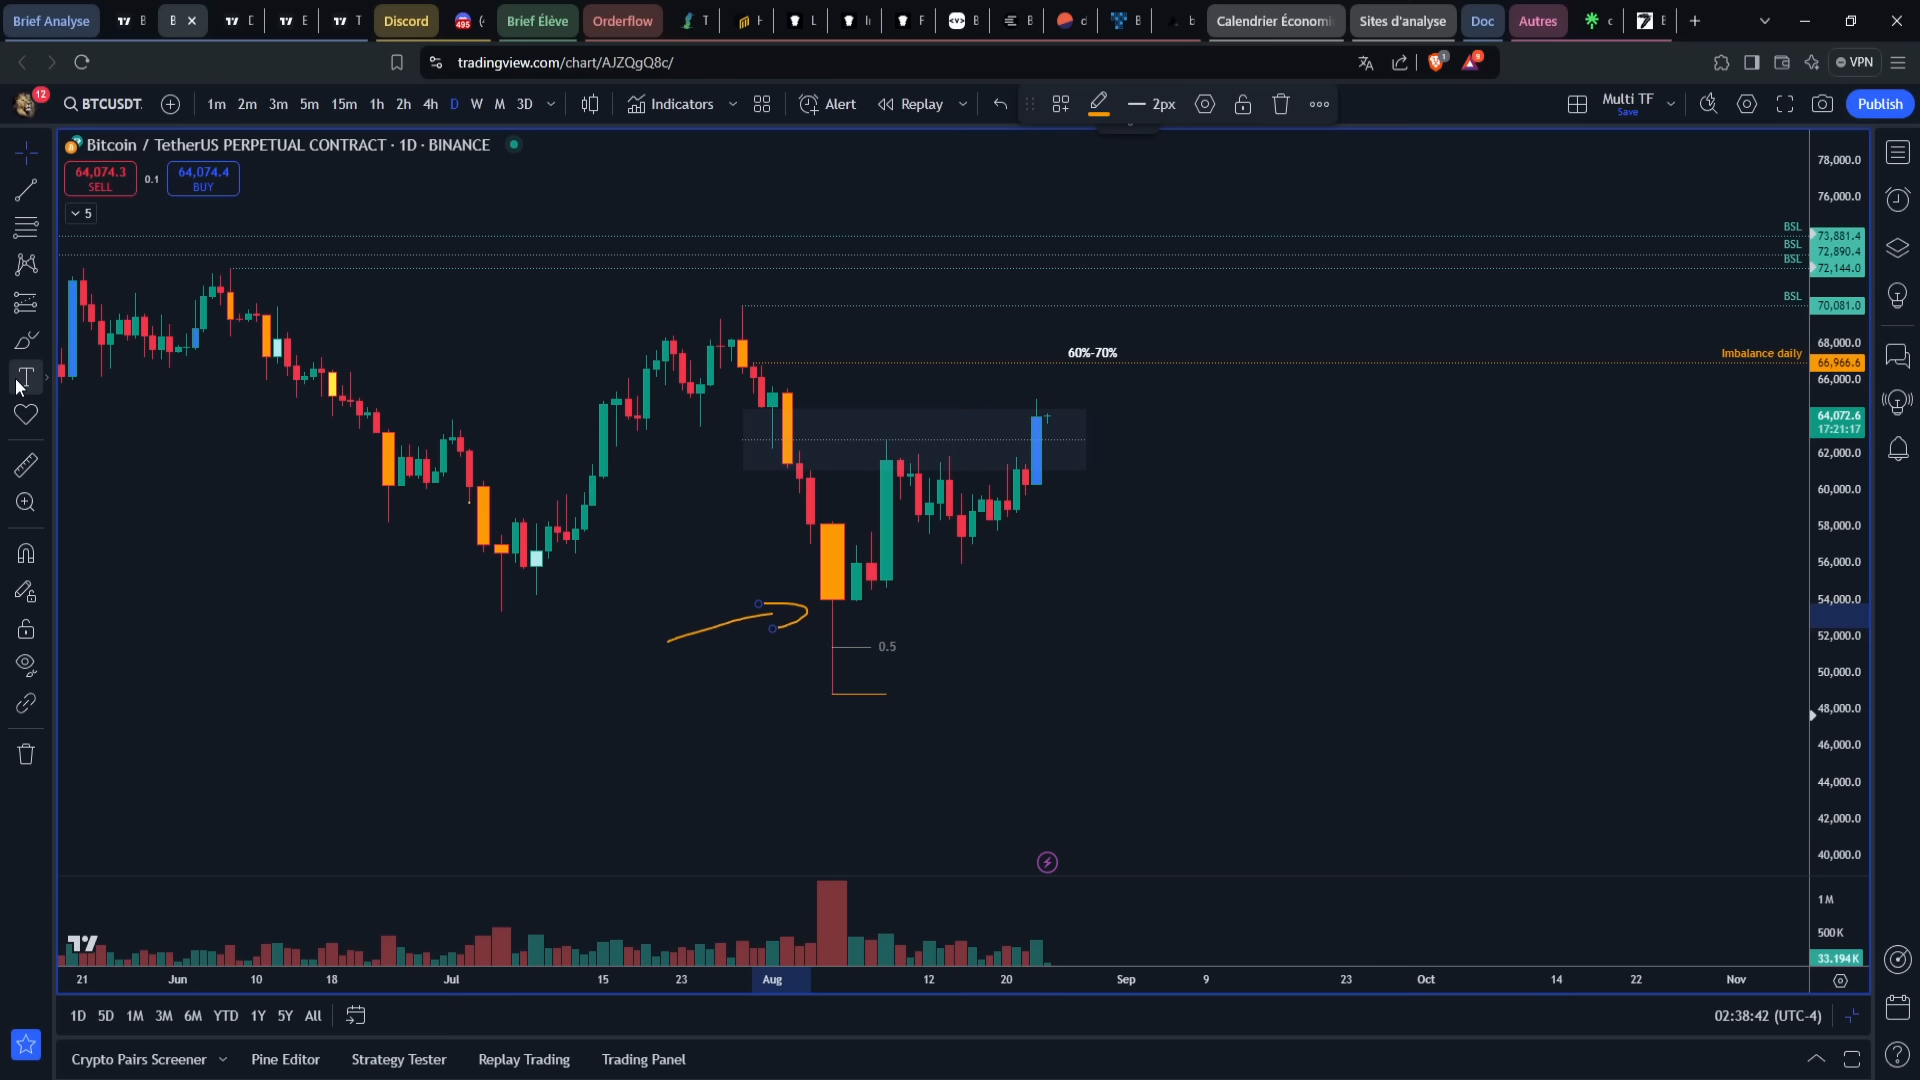 Brief Analyse
B
B
Discord
495
Brief Élève
Orderflow
T
Calendrier Économi
Sites d'analyse
Doc
Autres
tradingview.com/chart/AJZQgQ8c/
1
9
VPN
12
BTCUSDT.
1m 2m 3m 5m 15m 1h 2h 4h D W M 3D
Indicators
Alert
Replay
2px
Multi TF
Save
Publish
Bitcoin / TetherUS PERPETUAL CONTRACT · 1D · BINANCE
64,074.3
SELL
0.1
64,074.4
BUY
5
78,000.0
76,000.0
BSL
73,881.4
BSL
72,890.4
BSL
72,144.0
BSL
70,081.0
68,000.0
60%-70%
Imbalance daily
66,966.6
66,000.0
64,072.6
17:21:17
62,000.0
60,000.0
58,000.0
56,000.0
54,000.0
52,000.0
0.5
50,000.0
48,000.0
46,000.0
44,000.0
42,000.0
40,000.0
1M
500K
33.194K
21 Jun 10 18 Jul 15 23 Aug 12 20 Sep 9 23 Oct 14 22 Nov
1D 5D 1M 3M 6M YTD 1Y 5Y All
02:38:42 (UTC-4)
Crypto Pairs Screener
Pine Editor
Strategy Tester
Replay Trading
Trading Panel